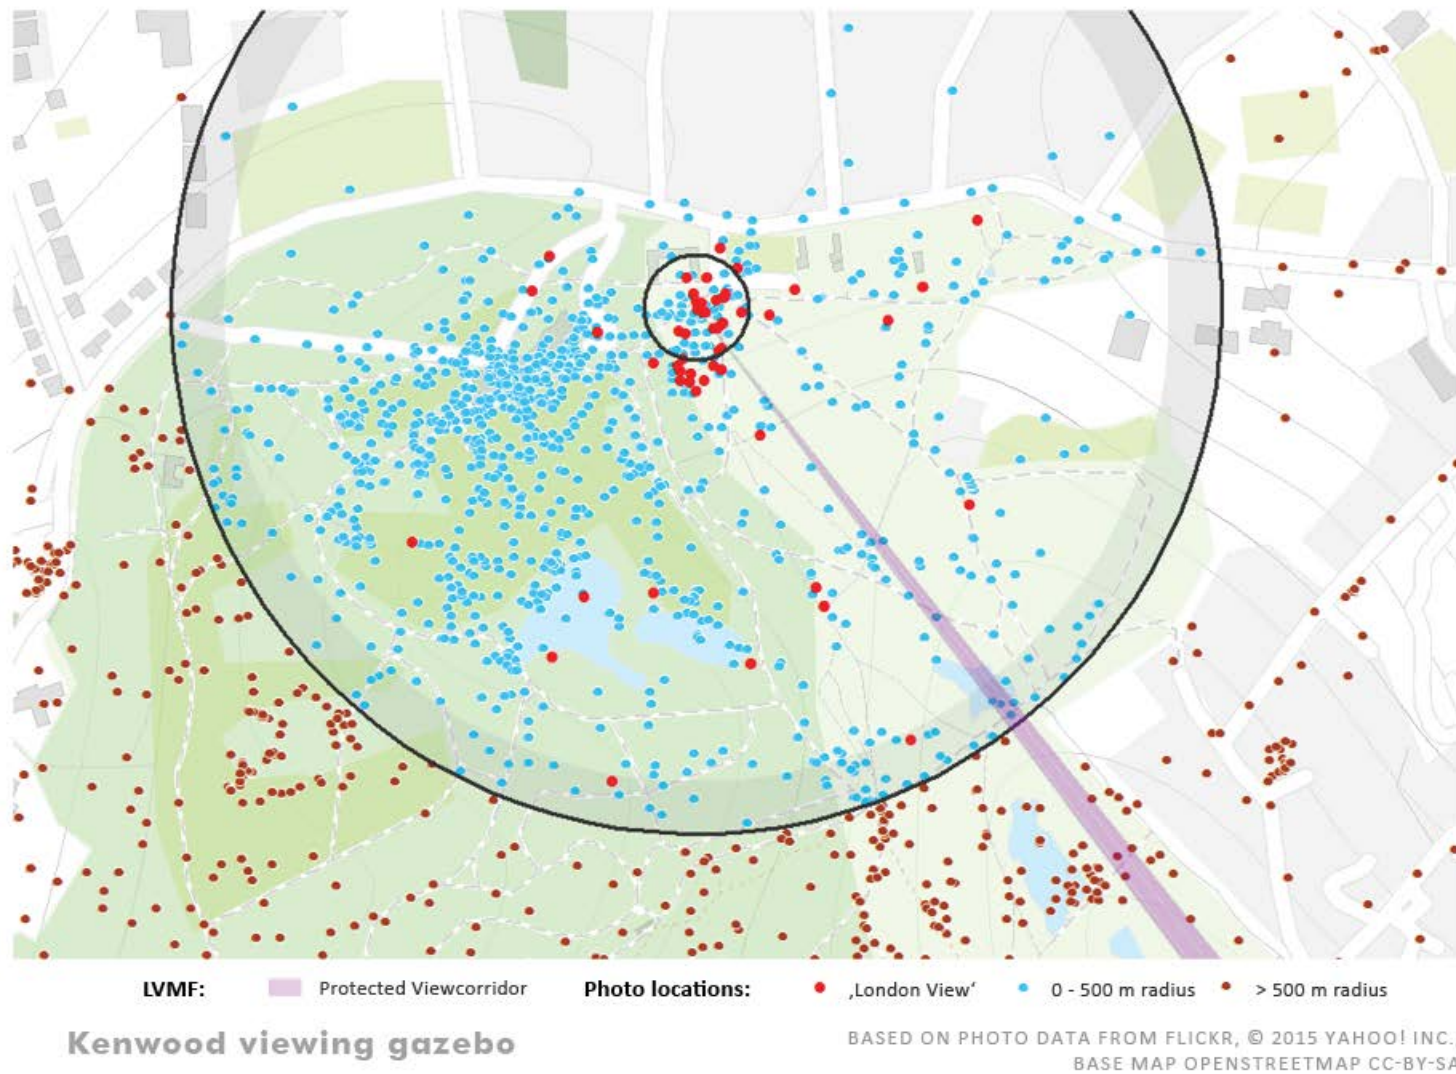 LVMF: Protected Viewcorridor Photo locations: ‚London View‘ 0 - 500 m radius > 500 m radius
Kenwood viewing gazebo
BASED ON PHOTO DATA FROM FLICKR, © 2015 YAHOO! INC.
BASE MAP OPENSTREETMAP CC-BY-SA